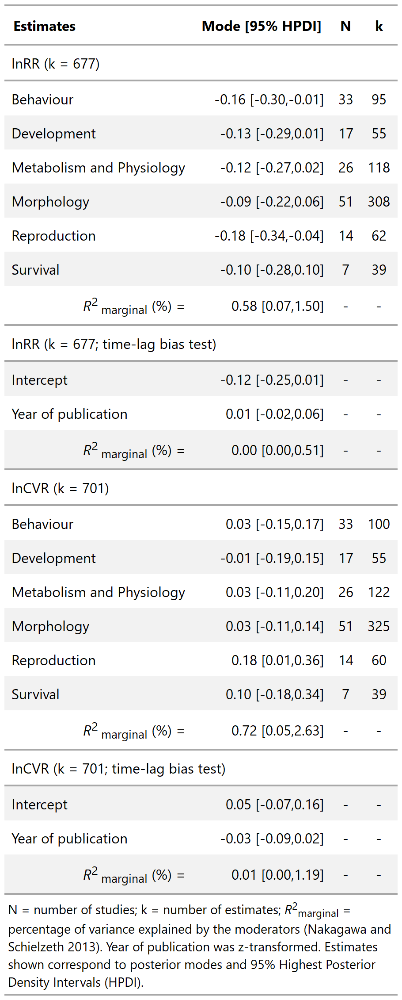 Estimates Mode [95% HPDI] N k
lnRR (k = 677)
Behaviour -0.16 [-0.30,-0.01] 33 95
Development -0.13 [-0.29,0.01] 17 55
Metabolism and Physiology -0.12 [-0.27,0.02] 26 118
Morphology -0.09 [-0.22,0.06] 51 308
Reproduction -0.18 [-0.34,-0.04] 14 62
Survival -0.10 [-0.28,0.10] 7 39
R² marginal (%) = 0.58 [0.07,1.50] - -
lnRR (k = 677; time-lag bias test)
Intercept -0.12 [-0.25,0.01] - -
Year of publication 0.01 [-0.02,0.06] - -
R² marginal (%) = 0.00 [0.00,0.51] - -
lnCVR (k = 701)
Behaviour 0.03 [-0.15,0.17] 33 100
Development -0.01 [-0.19,0.15] 17 55
Metabolism and Physiology 0.03 [-0.11,0.20] 26 122
Morphology 0.03 [-0.11,0.14] 51 325
Reproduction 0.18 [0.01,0.36] 14 60
Survival 0.10 [-0.18,0.34] 7 39
R² marginal (%) = 0.72 [0.05,2.63] - -
lnCVR (k = 701; time-lag bias test)
Intercept 0.05 [-0.07,0.16] - -
Year of publication -0.03 [-0.09,0.02] - -
R² marginal (%) = 0.01 [0.00,1.19] - -
N = number of studies; k = number of estimates; R²marginal =
percentage of variance explained by the moderators (Nakagawa and
Schielzeth 2013). Year of publication was z-transformed. Estimates
shown correspond to posterior modes and 95% Highest Posterior
Density Intervals (HPDI).